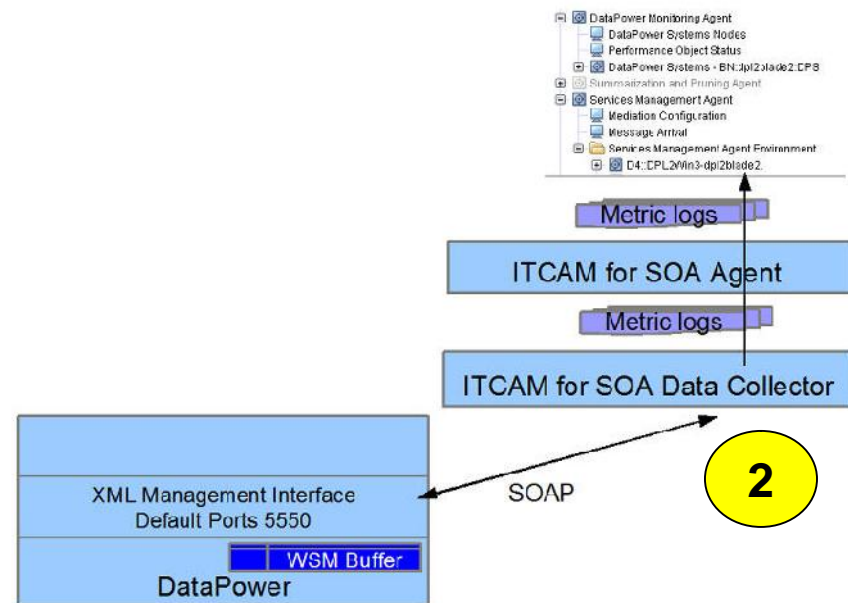 DataPower Monitoring Agent
DataPower Systems Nodes
Performance Object Status
DataPower Systems - BN:dpl2blade2:DPS
Summarization and Pruning Agent
Services Management Agent
Mediation Configuration
Message Arrival
Services Management Agent Environment
D4::DPL2Win3-dpl2blade2.
Metric logs
ITCAM for SOA Agent
Metric logs
ITCAM for SOA Data Collector
2
SOAP
XML Management Interface
Default Ports 5550
WSM Buffer
DataPower